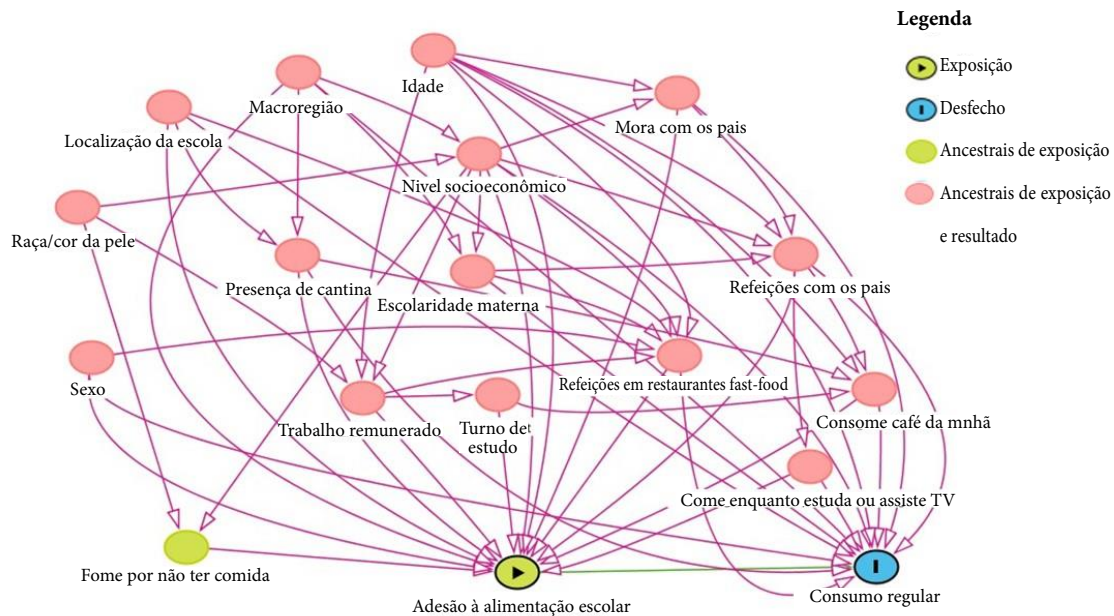 Legenda
Exposição
Desfecho
Ancestrais de exposição
Ancestrais de exposição
e resultado
Idade
Macroregião
Mora com os pais
Localização da escola
Nivel socioeconômico
Raça/cor da pele
Presença de cantina
Escolaridade materna
Refeições com os pais
Sexo
Refeições em restaurantes fast-food
Trabalho remunerado
Turno det
estudo
Consome café da mnhã
Come enquanto estuda ou assiste TV
Fome por não ter comida
Adesão à alimentação escolar
Consumo regular